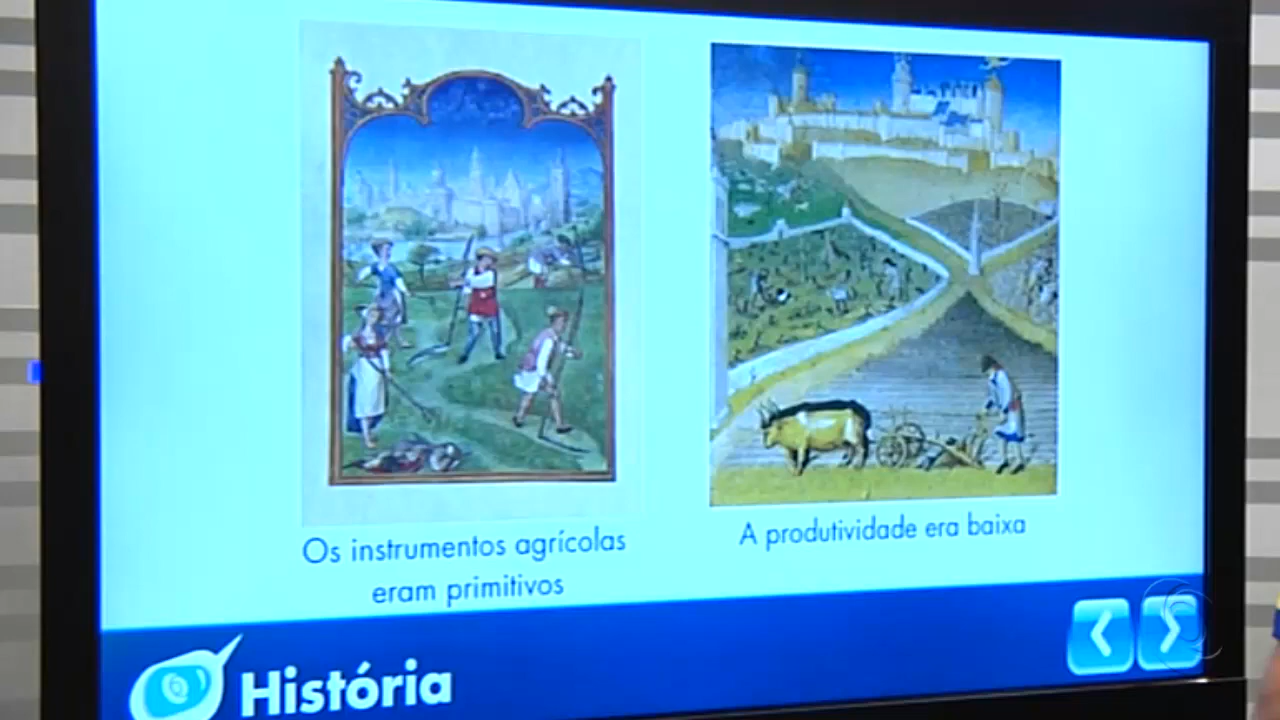 Os instrumentos agrícolas
eram primitivos
A produtividade era baixa
História